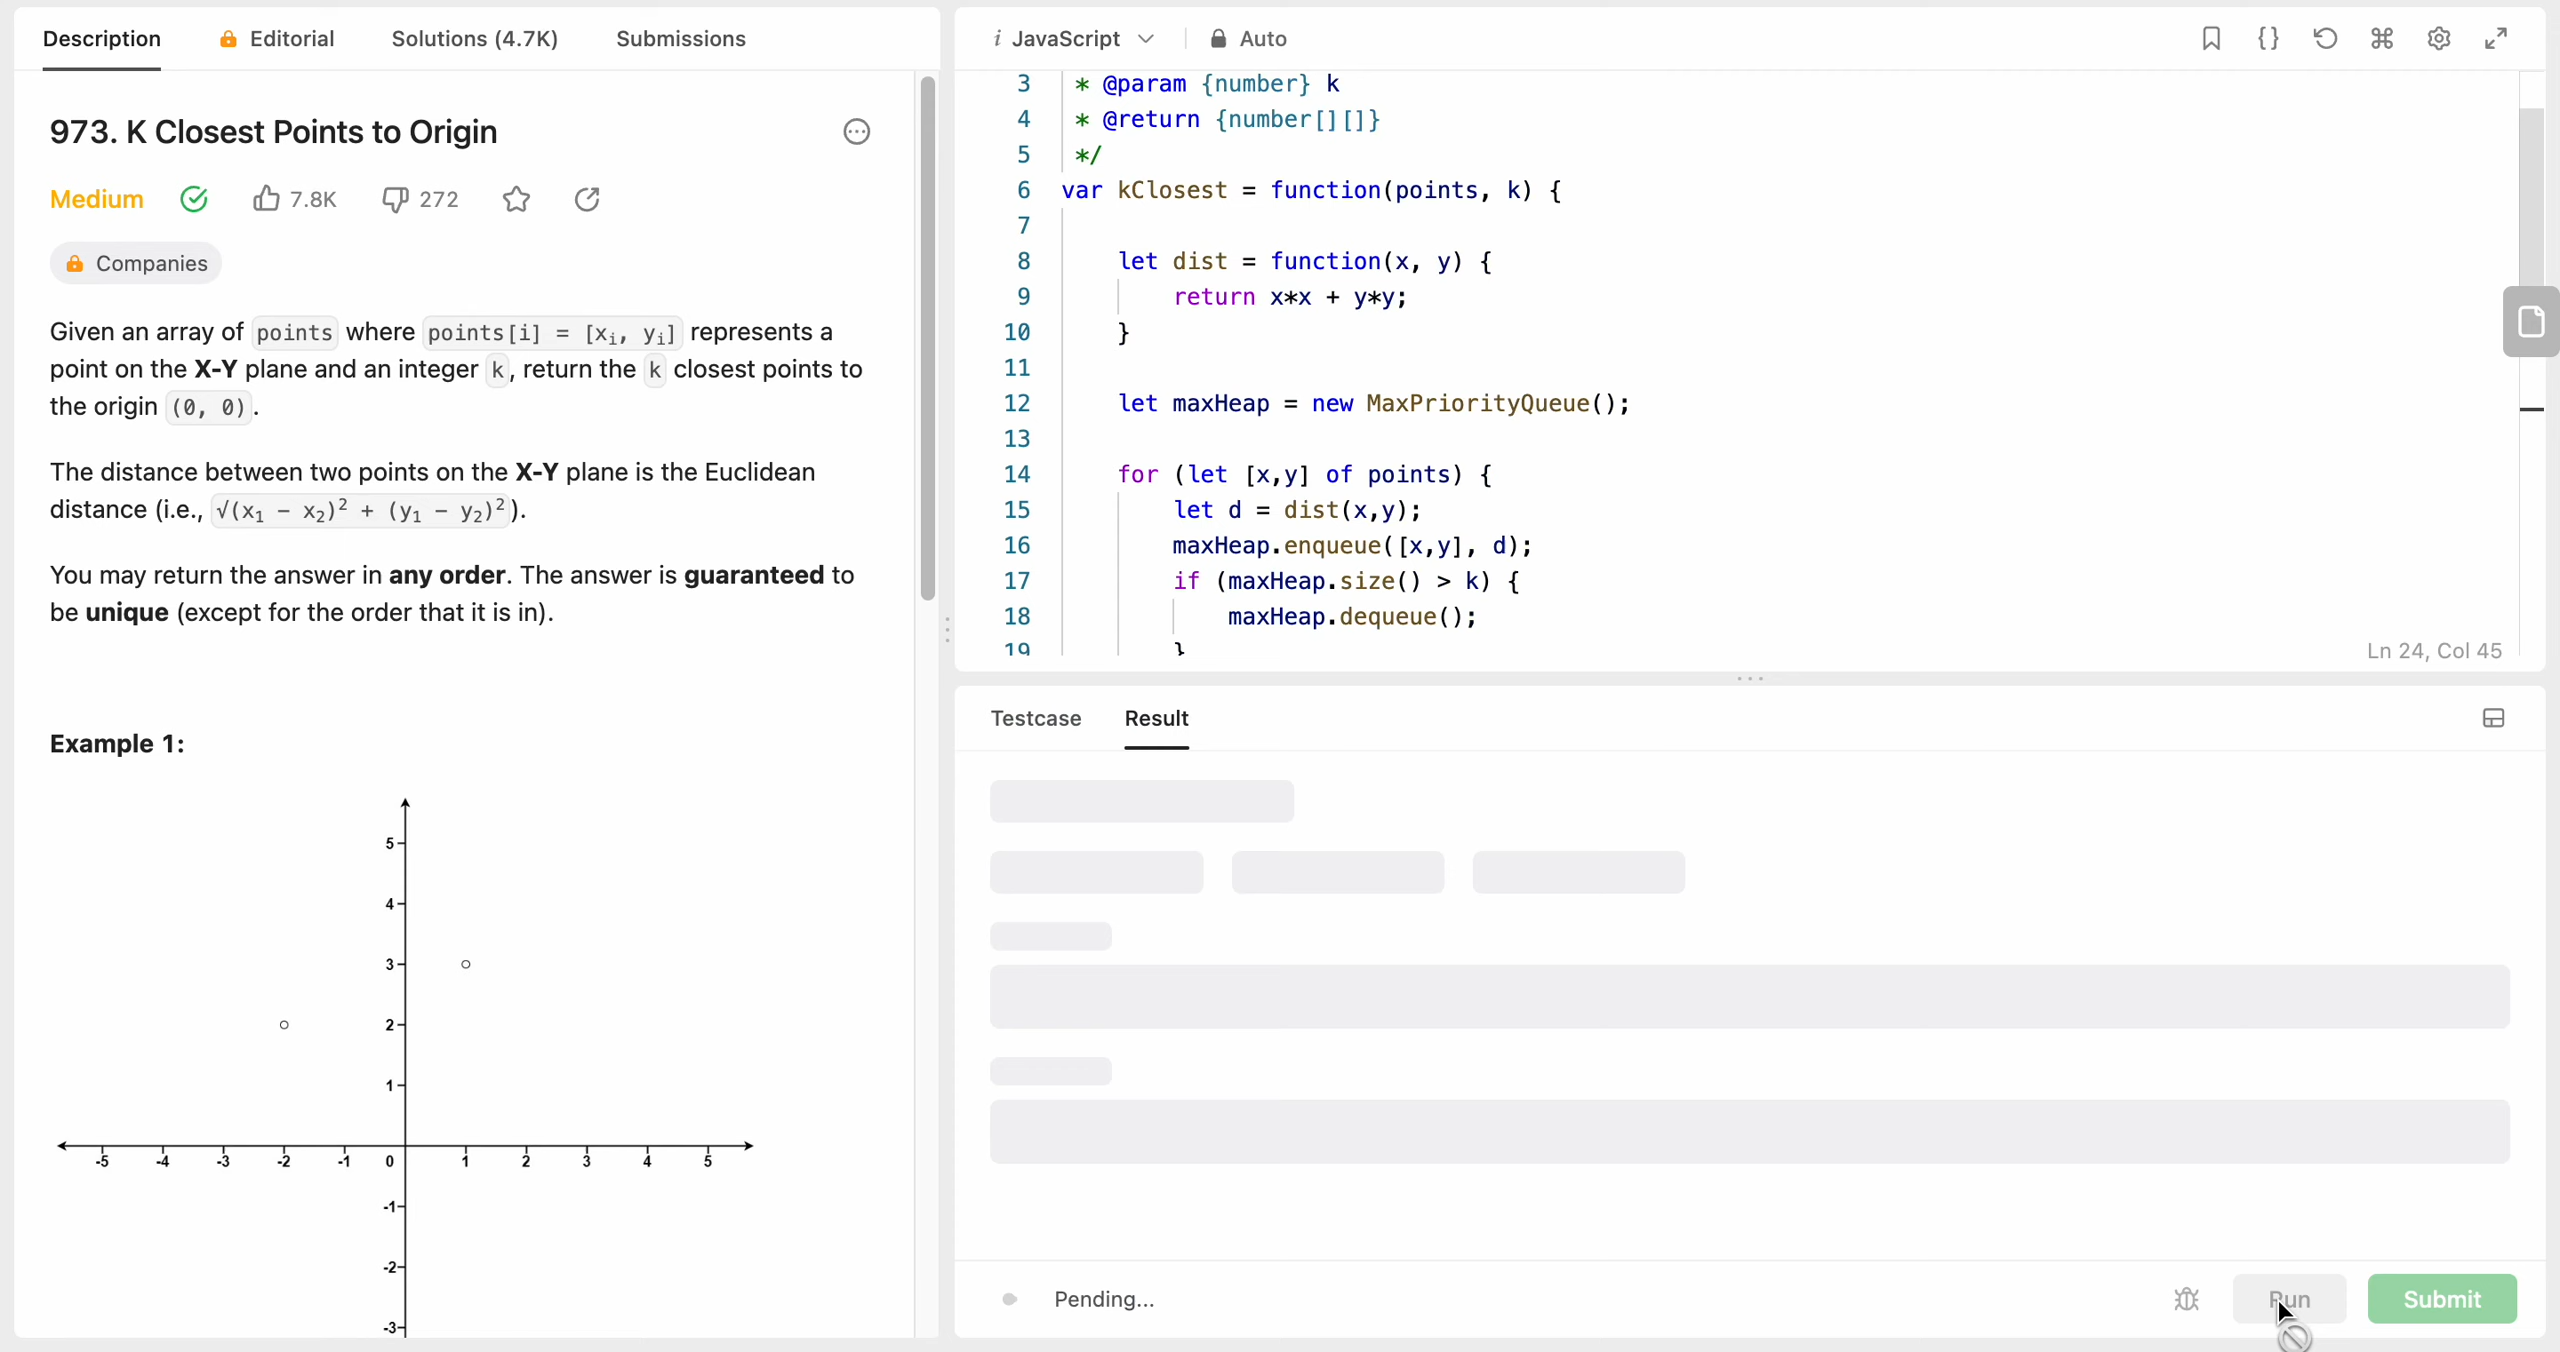 Description Editorial Solutions (4.7K) Submissions
973. K Closest Points to Origin
Medium 7.8K 272
Companies
Given an array of points where points[i] = [xᵢ, yᵢ] represents a
point on the X-Y plane and an integer k, return the k closest points to
the origin (0, 0).
The distance between two points on the X-Y plane is the Euclidean
distance (i.e., √(x₁ - x₂)² + (y₁ - y₂)²).
You may return the answer in any order. The answer is guaranteed to
be unique (except for the order that it is in).
Example 1:
5
4
3
2
1
-5 -4 -3 -2 -1 0 1 2 3 4 5
-1
-2
-3
i JavaScript Auto
3 * @param {number} k
4 * @return {number[][]}
5 */
6 var kClosest = function(points, k) {
7
8 let dist = function(x, y) {
9 return x*x + y*y;
10 }
11
12 let maxHeap = new MaxPriorityQueue();
13
14 for (let [x,y] of points) {
15 let d = dist(x,y);
16 maxHeap.enqueue([x,y], d);
17 if (maxHeap.size() > k) {
18 maxHeap.dequeue();
19 }
Ln 24, Col 45
Testcase Result
Pending...
Run Submit